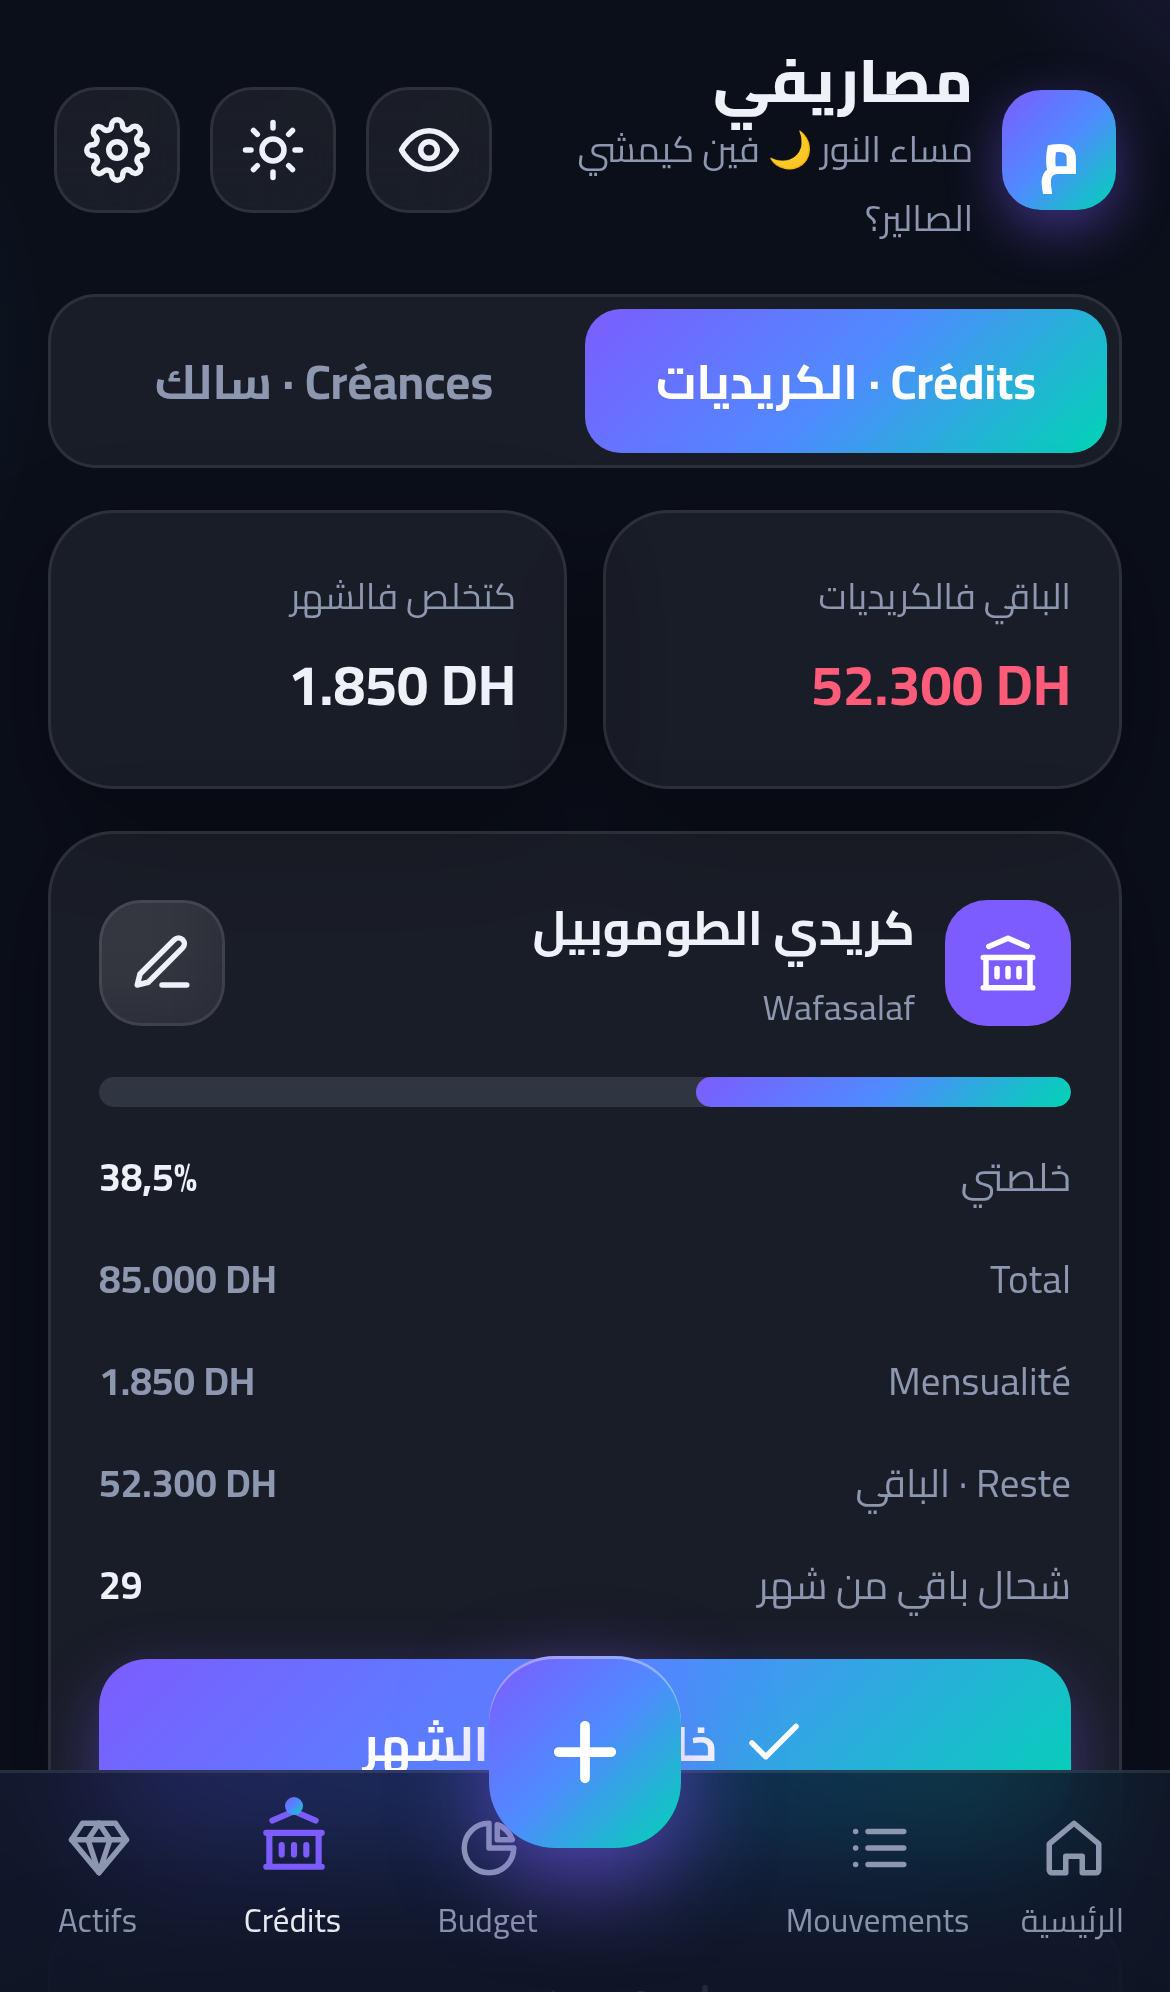 م
مصاريفي
مساء النور 🌙 فين كيمشي
الصالير؟
Crédits · الكريديات
Créances · سالك
الباقي فالكريديات
52.300 DH
كتخلص فالشهر
1.850 DH
كريدي الطوموبيل
Wafasalaf
خلصتي 38,5%
Total 85.000 DH
Mensualité 1.850 DH
Reste · الباقي 52.300 DH
شحال باقي من شهر 29
الشهر
الرئيسية
Mouvements
Budget
Crédits
Actifs